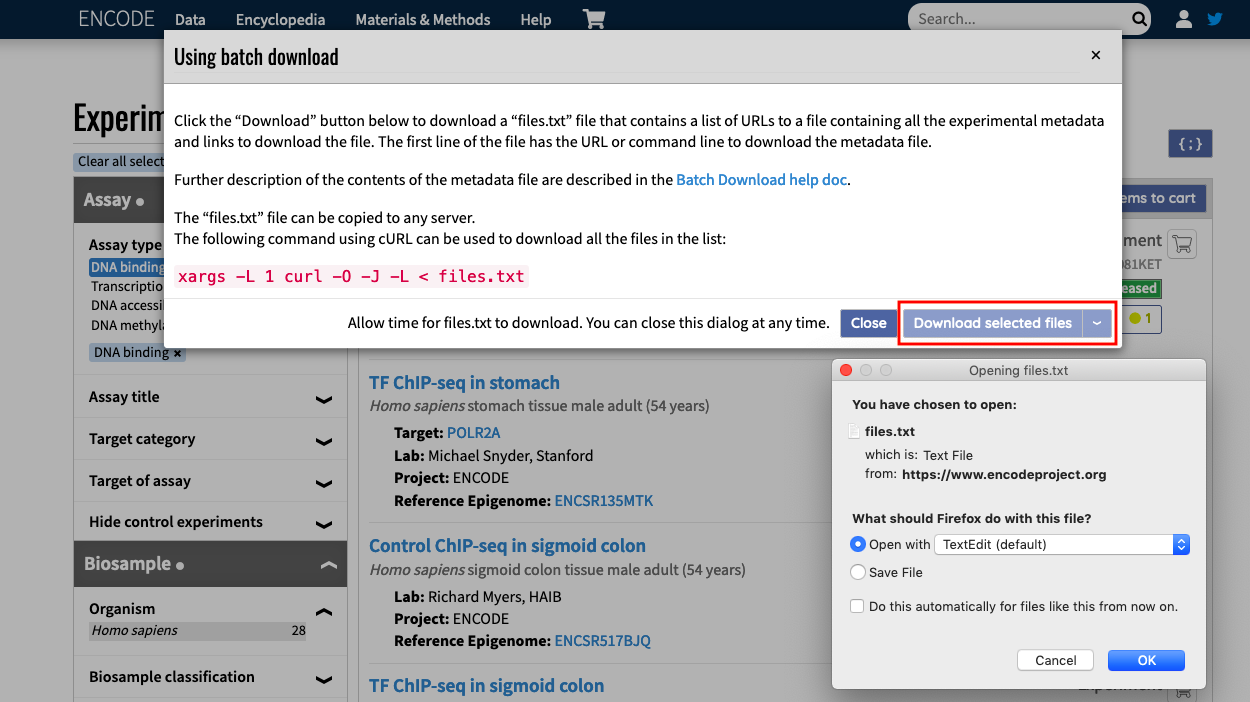 ENCODE Data Encyclopedia Materials & Methods Help Search...
Using batch download ×
Click the “Download” button below to download a “files.txt” file that contains a list of URLs to a file containing all the experimental metadata
and links to download the file. The first line of the file has the URL or command line to download the metadata file.
Further description of the contents of the metadata file are described in the Batch Download help doc.
The “files.txt” file can be copied to any server.
The following command using cURL can be used to download all the files in the list:
xargs -L 1 curl -O -J -L < files.txt
Allow time for files.txt to download. You can close this dialog at any time. Close Download selected files
Experim
Clear all select
{;}
Assay
ems to cart
Assay type
DNA binding
Transcriptio
DNA accessi
DNA methyla
DNA binding ×
Assay title
Target category
Target of assay
Hide control experiments
Biosample
Organism
Homo sapiens 28
Biosample classification
ment
081KET
eased
1
TF ChIP-seq in stomach
Homo sapiens stomach tissue male adult (54 years)
Target: POLR2A
Lab: Michael Snyder, Stanford
Project: ENCODE
Reference Epigenome: ENCSR135MTK
Control ChIP-seq in sigmoid colon
Homo sapiens sigmoid colon tissue male adult (54 years)
Lab: Richard Myers, HAIB
Project: ENCODE
Reference Epigenome: ENCSR517BJQ
TF ChIP-seq in sigmoid colon
Experiment
Opening files.txt
You have chosen to open:
files.txt
which is: Text File
from: https://www.encodeproject.org
What should Firefox do with this file?
Open with TextEdit (default)
Save File
Do this automatically for files like this from now on.
Cancel OK